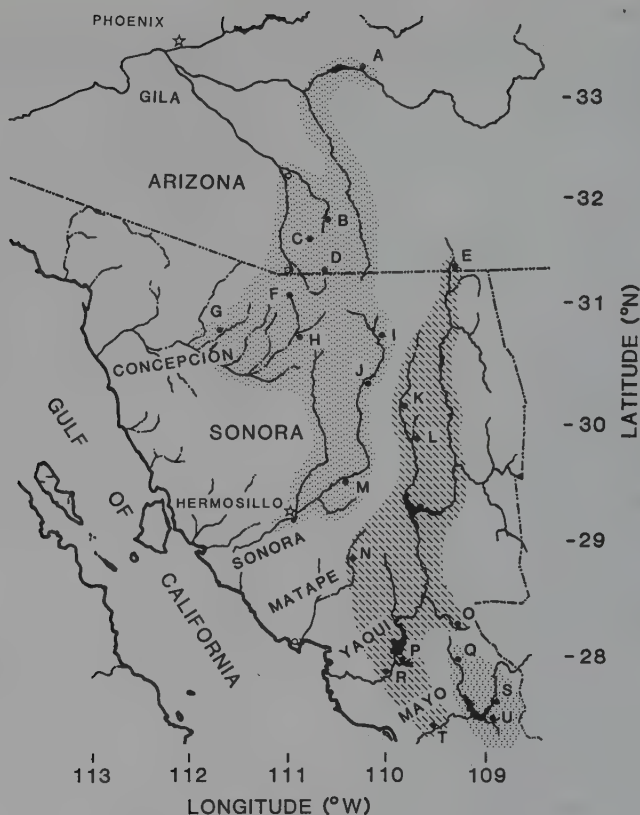 PHOENIX
A
GILA
-33
ARIZONA
-32
B
C
D
E
F
-31
G
H
I
CONCEPCIÓN
J
K
-30
GULF
SONORA
L
OF
HERMOSILLO
M
SONORA
-29
CALIFORNIA
MATAPE
N
YAQUI
O
P
Q
-28
R
MAYO
S
T
U
LATITUDE (°N)
113 112 111 110 109
LONGITUDE (°W)